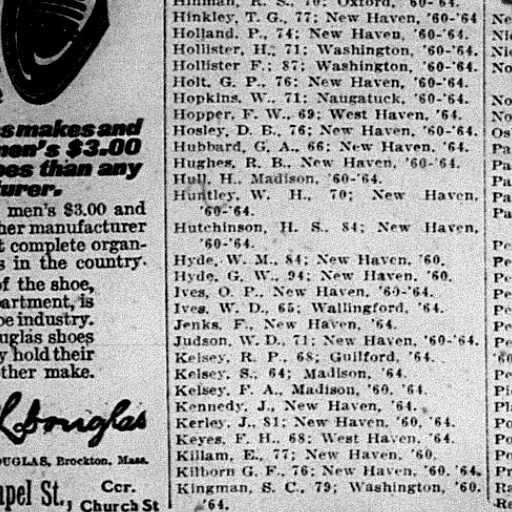 s makes and
men's $3.00
oes than any
urer.
men's $3.00 and
her manufacturer
t complete organ-
s in the country.
of the shoe,
partment, is
oe industry.
uglas shoes
y hold their
ther make.
L. Douglas
OUGLAS, Brockton, Mass.
apel St., Cor.
Church St
Hinman, R. S., 70; Oxford, '60-'64.
Hinkley, T. G., 77; New Haven, '60-'64
Holland, P., 74; New Haven, '60-'64.
Hollister, H., 71; Washington, '60-'64.
Hollister F.; 87; Washington, '60-'64.
Holt, G. P., 76; New Haven, '60-'64.
Hopkins, W., 71; Naugatuck, '60-'64.
Hopper, F. W., 69; West Haven, '64.
Hosley, D. B., 76; New Haven, '60-'64.
Hubbard, G. A., 66; New Haven, '64.
Hughes, R. B., New Haven, '60-'64.
Hull, H., Madison, '60-'64.
Huntley, W. H., 70; New Haven,
'60-'64.
Hutchinson, H. S., 84; New Haven,
'60-'64.
Hyde, W. M., 84; New Haven, '60.
Hyde, G. W., 94; New Haven, '60.
Ives, O. P., New Haven, '60-'64.
Ives, W. D., 65; Wallingford, '64.
Jenks, F., New Haven, '64.
Judson, W. D., 71; New Haven, '60-'64.
Kelsey, R. P., 68; Guilford, '64.
Kelsey, S., 64; Madison, '64.
Kelsey, F. A., Madison, '60, '64.
Kennedy, J., New Haven, '64.
Kerley, J., 81; New Haven, '60, '64.
Keyes, F. H., 68; West Haven, '64.
Killam, E., 77; New Haven, '60,
Kilborn G. F., 76; New Haven, '60, '64.
Kingman, S. C., 79; Washington, '60,
'64.
Ne
Nic
Nic
No
No
No
Os
Pa
Pa
Pa
Pa
Pa
Pe
Pe
Pe
Pe
Pe
Pe
'60
Pe
Pi
Pl
Po
Po
Po
Pr
Ra
Re